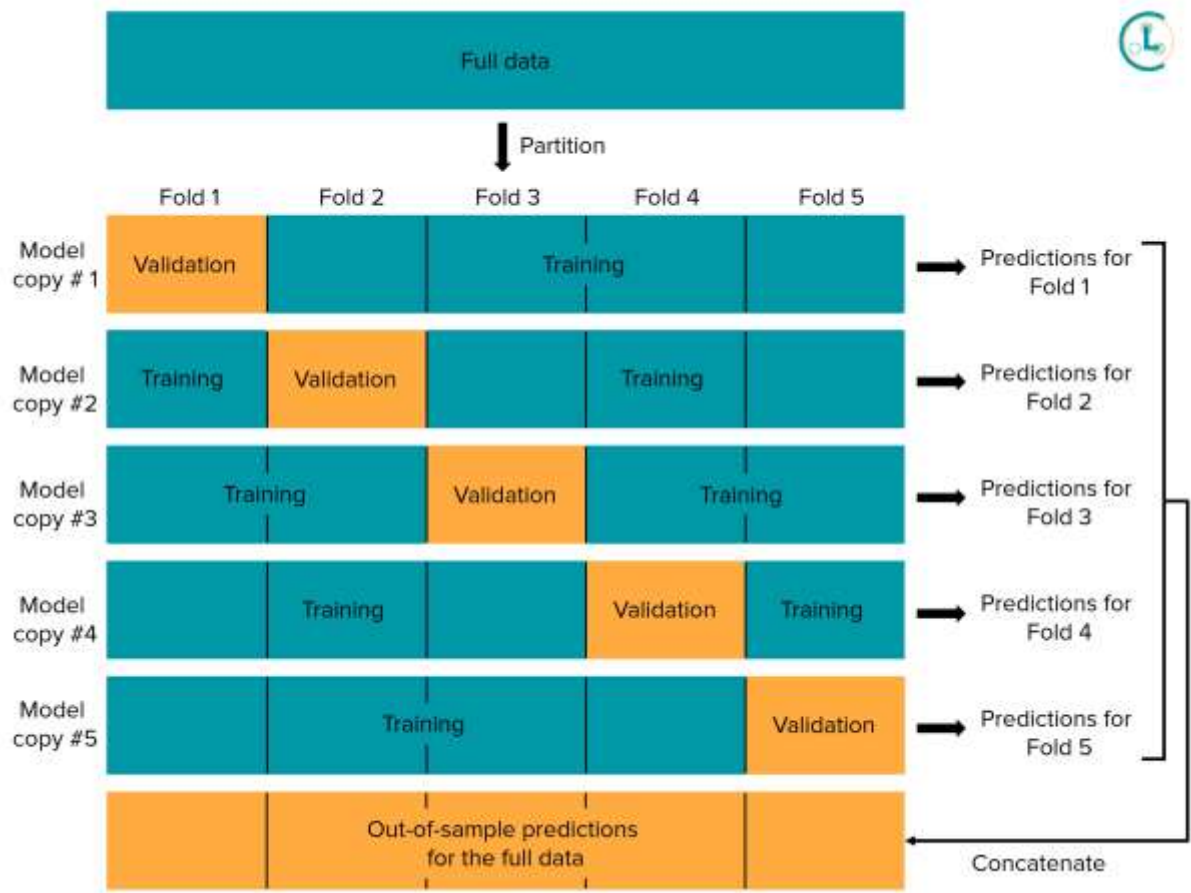 Full data
L
Partition
Fold 1 Fold 2 Fold 3 Fold 4 Fold 5
Model
copy # 1
Validation
Training
Predictions for
Fold 1
Model
copy #2
Training
Validation
Training
Predictions for
Fold 2
Model
copy #3
Training
Validation
Training
Predictions for
Fold 3
Model
copy #4
Training
Validation
Training
Predictions for
Fold 4
Model
copy #5
Training
Validation
Predictions for
Fold 5
Out-of-sample predictions
for the full data
Concatenate